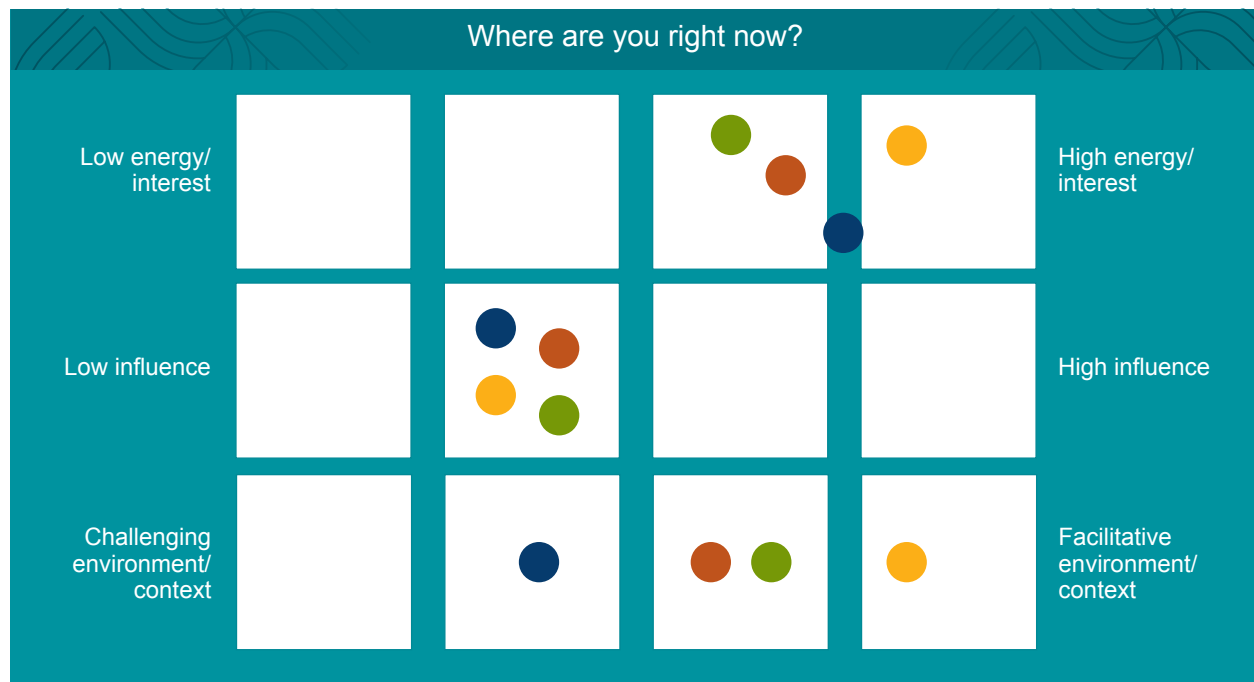 Where are you right now?
Low energy/
interest
High energy/
interest
Low influence
High influence
Challenging
environment/
context
Facilitative
environment/
context